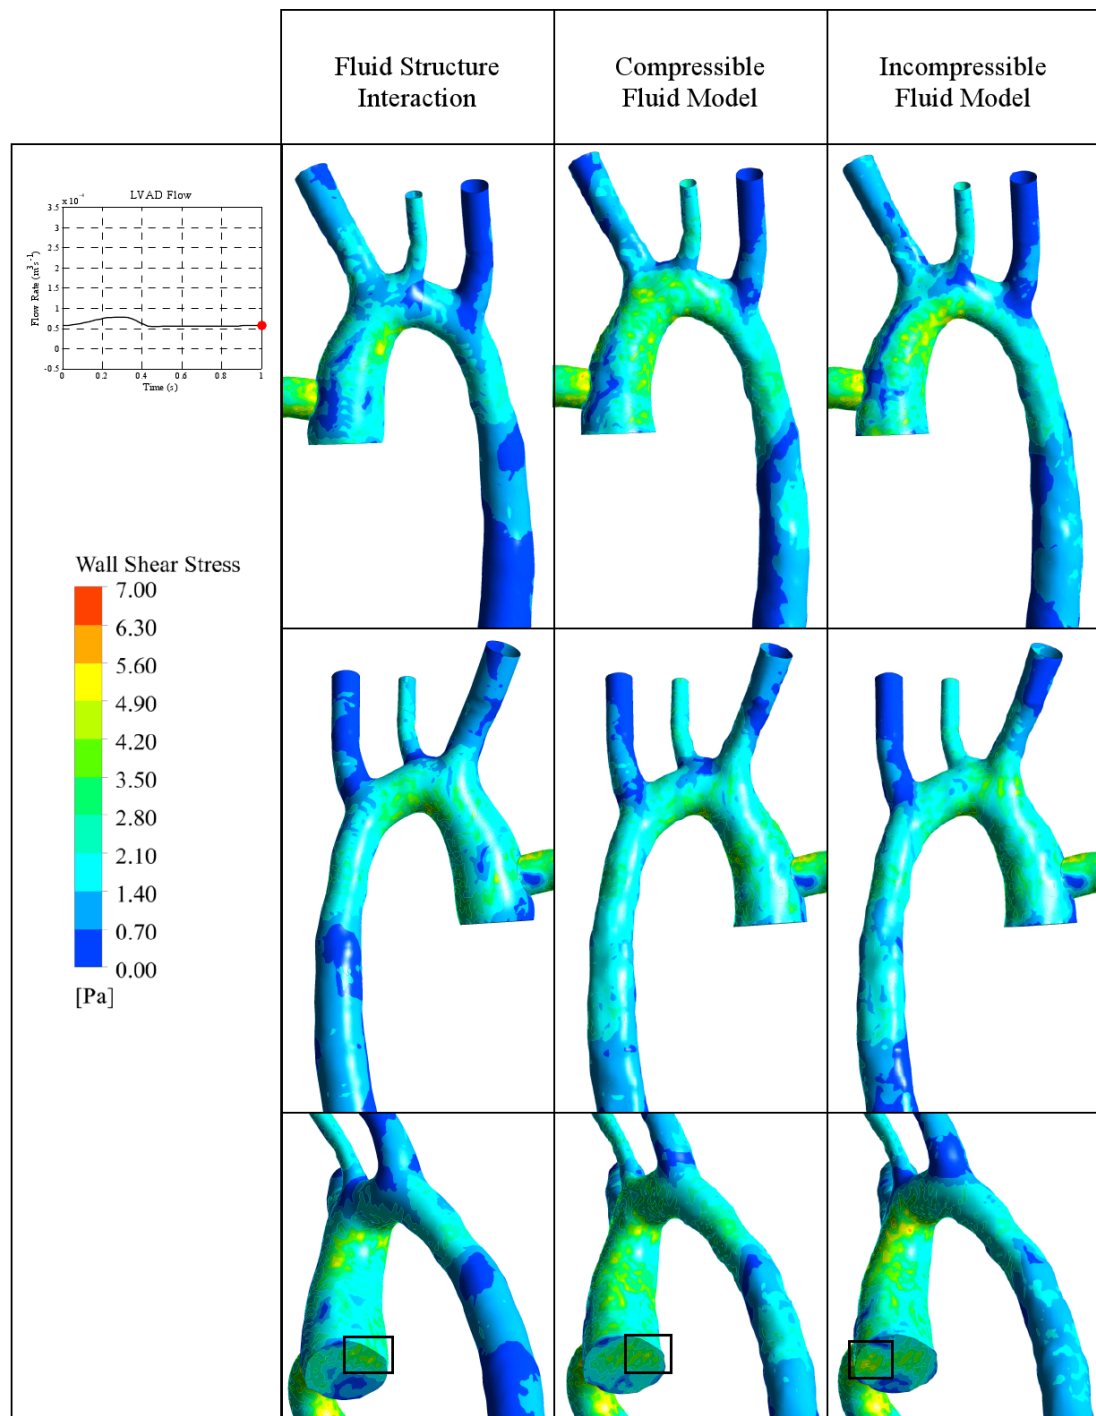 Fluid Structure
Interaction
Compressible
Fluid Model
Incompressible
Fluid Model
LVAD Flow
x 10⁻⁴
3.5
3
2.5
2
1.5
1
0.5
0
-0.5
Flow Rate (m³s⁻¹)
0 0.2 0.4 0.6 0.8 1
Time (s)
Wall Shear Stress
7.00
6.30
5.60
4.90
4.20
3.50
2.80
2.10
1.40
0.70
0.00
[Pa]